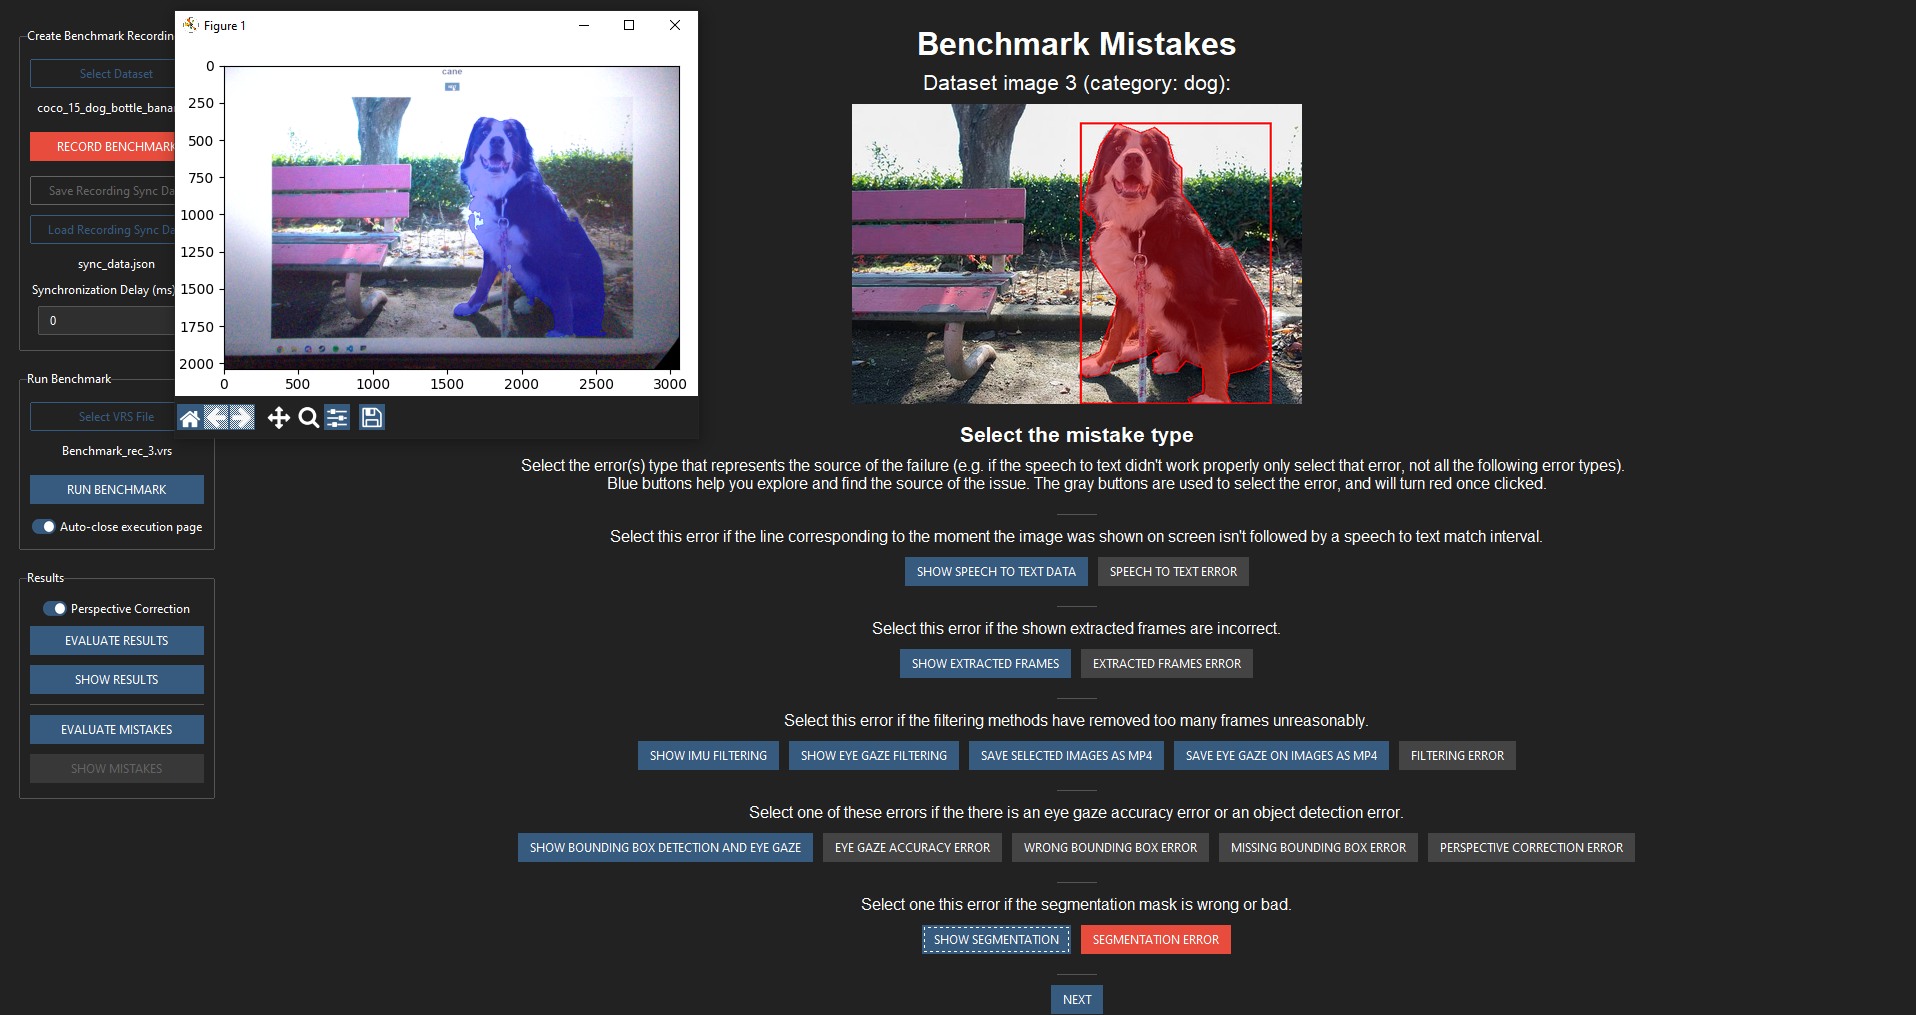 Create Benchmark Recordin
Select Dataset
coco_15_dog_bottle_bana
RECORD BENCHMARK
Save Recording Sync Da
Load Recording Sync Da
sync_data.json
Synchronization Delay (ms)
0
Run Benchmark
Select VRS File
Benchmark_rec_3.vrs
RUN BENCHMARK
Auto-close execution page
Results
Perspective Correction
EVALUATE RESULTS
SHOW RESULTS
EVALUATE MISTAKES
SHOW MISTAKES
Figure 1
cane
0
250
500
750
1000
1250
1500
1750
2000
0 500 1000 1500 2000 2500 3000
Benchmark Mistakes
Dataset image 3 (category: dog):
Select the mistake type
Select the error(s) type that represents the source of the failure (e.g. if the speech to text didn't work properly only select that error, not all the following error types).
Blue buttons help you explore and find the source of the issue. The gray buttons are used to select the error, and will turn red once clicked.
Select this error if the line corresponding to the moment the image was shown on screen isn't followed by a speech to text match interval.
SHOW SPEECH TO TEXT DATA SPEECH TO TEXT ERROR
Select this error if the shown extracted frames are incorrect.
SHOW EXTRACTED FRAMES EXTRACTED FRAMES ERROR
Select this error if the filtering methods have removed too many frames unreasonably.
SHOW IMU FILTERING SHOW EYE GAZE FILTERING SAVE SELECTED IMAGES AS MP4 SAVE EYE GAZE ON IMAGES AS MP4 FILTERING ERROR
Select one of these errors if the there is an eye gaze accuracy error or an object detection error.
SHOW BOUNDING BOX DETECTION AND EYE GAZE EYE GAZE ACCURACY ERROR WRONG BOUNDING BOX ERROR MISSING BOUNDING BOX ERROR PERSPECTIVE CORRECTION ERROR
Select one this error if the segmentation mask is wrong or bad.
SHOW SEGMENTATION SEGMENTATION ERROR
NEXT